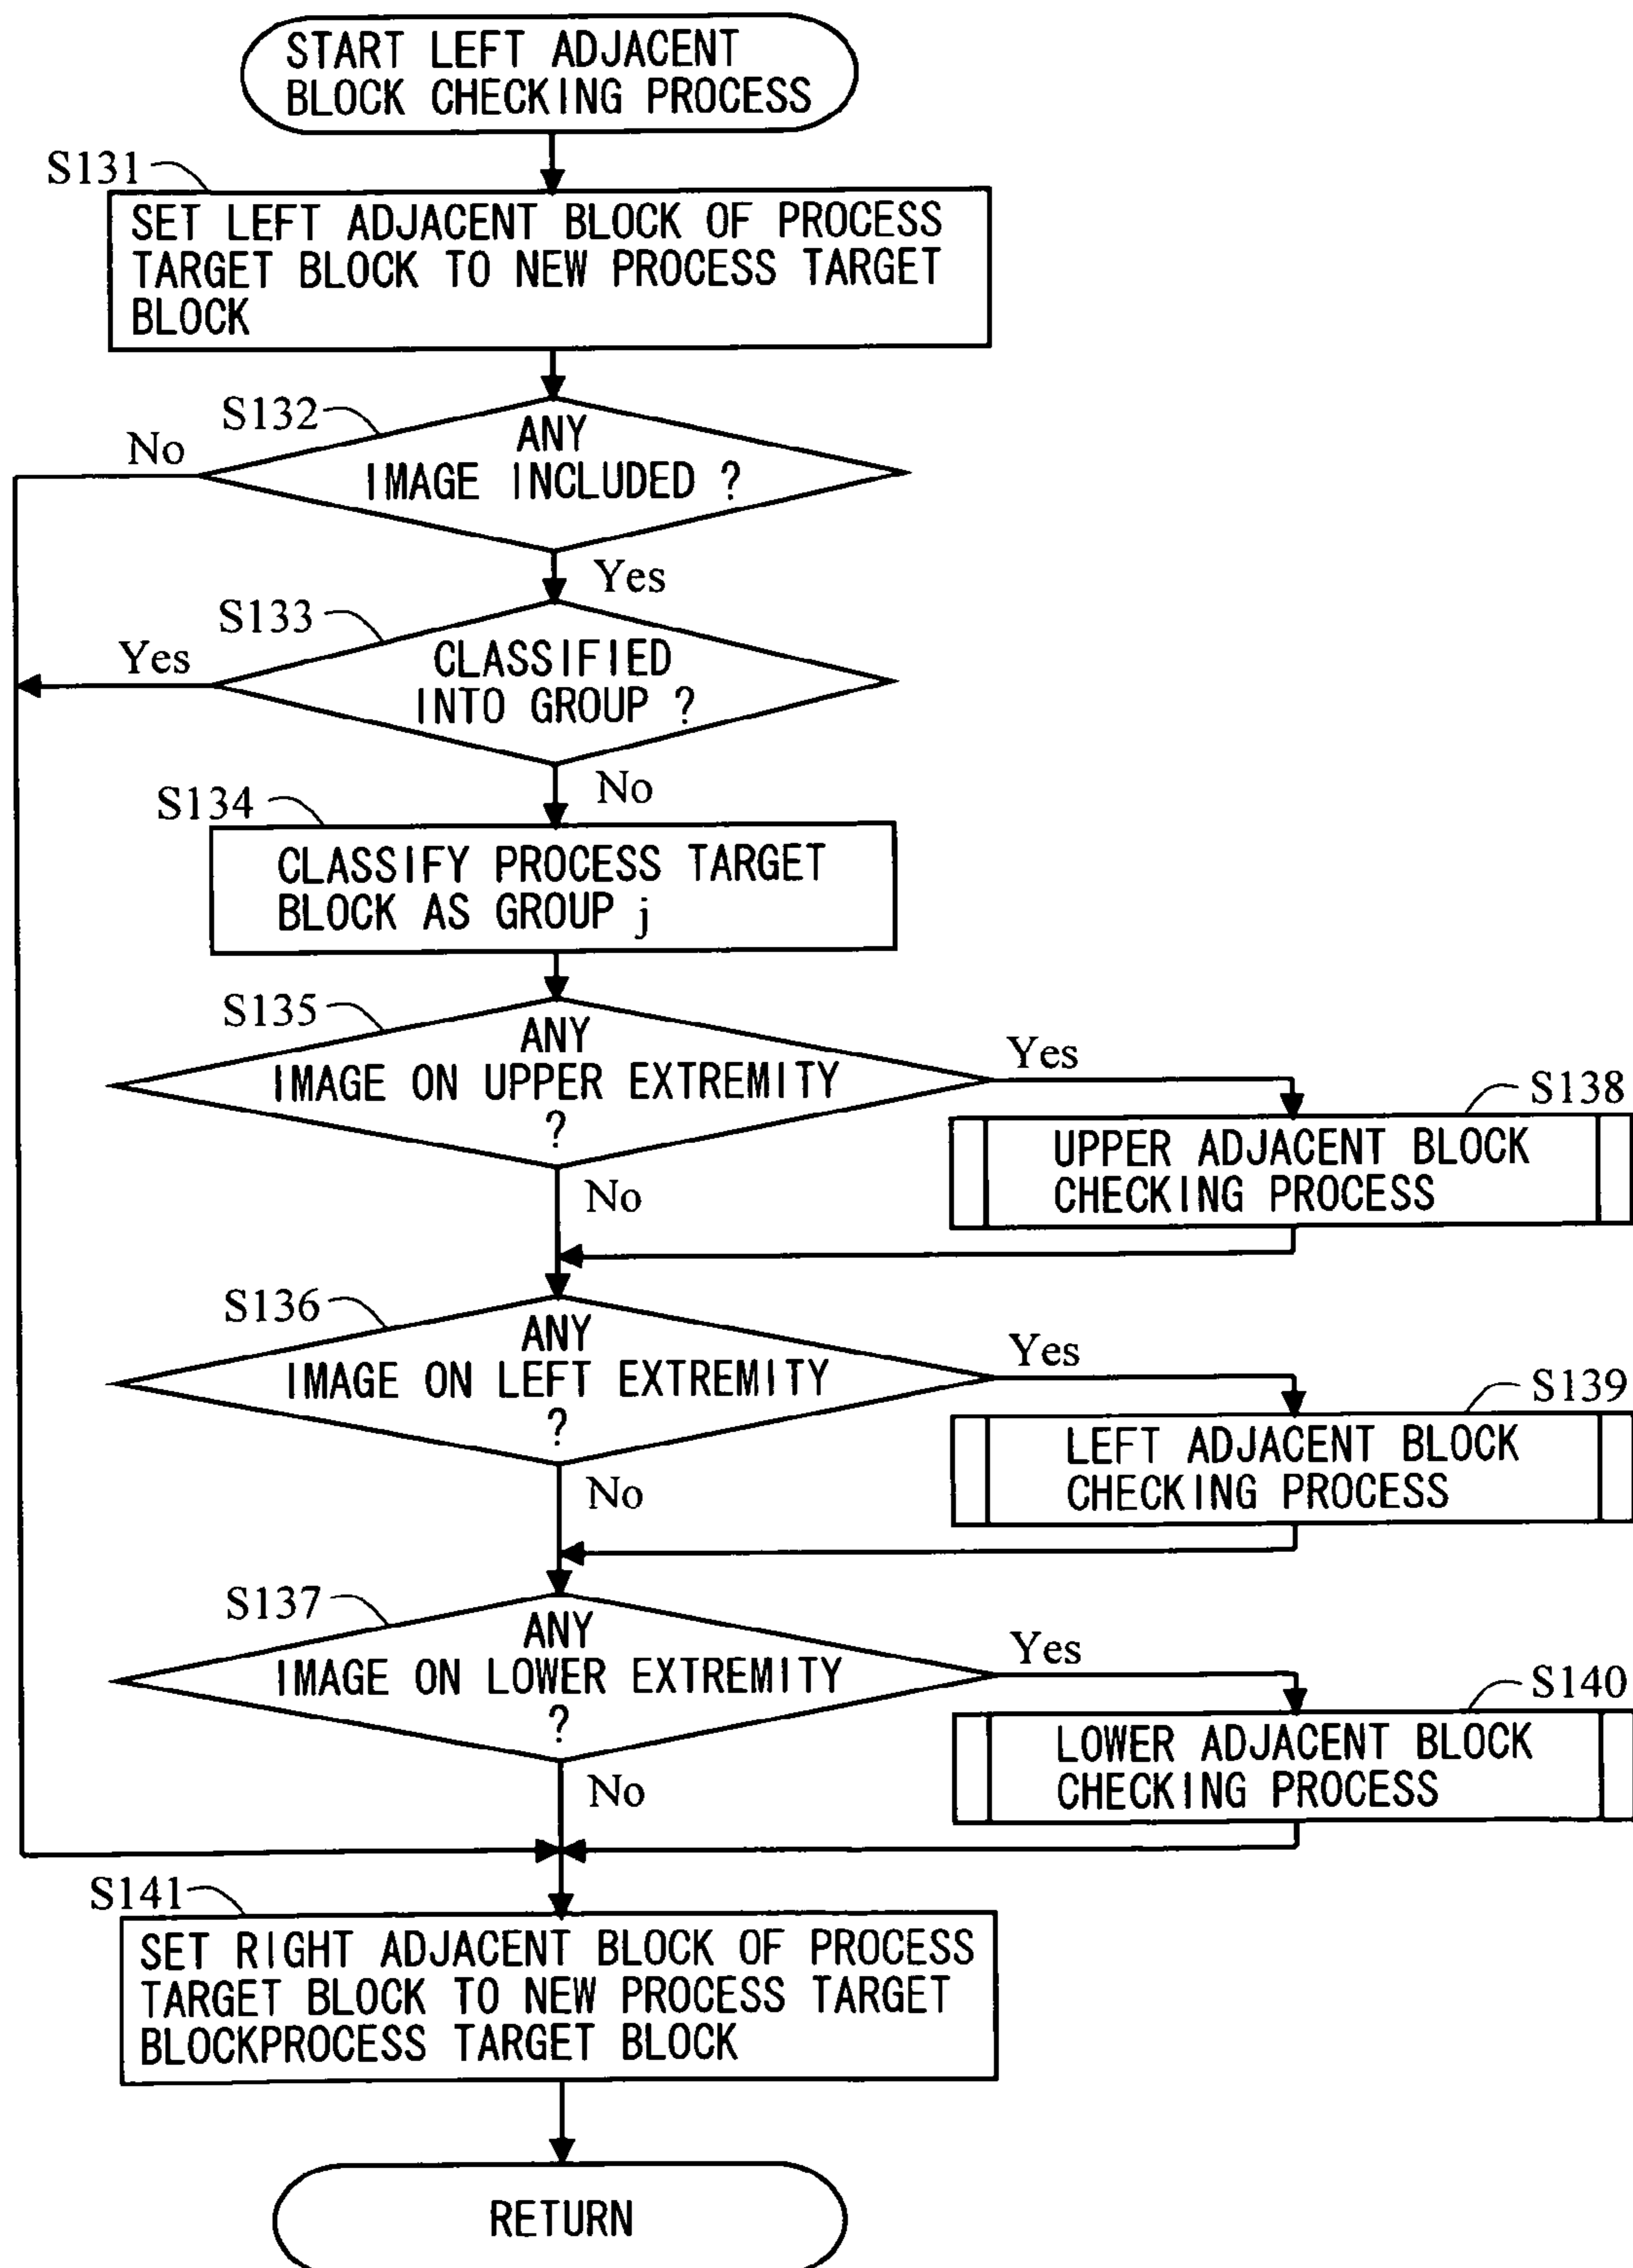 START LEFT ADJACENT
BLOCK CHECKING PROCESS
S131
SET LEFT ADJACENT BLOCK OF PROCESS
TARGET BLOCK TO NEW PROCESS TARGET
BLOCK
S132
No
ANY
IMAGE INCLUDED ?
Yes
S133
Yes
CLASSIFIED
INTO GROUP ?
No
S134
CLASSIFY PROCESS TARGET
BLOCK AS GROUP j
S135
ANY
IMAGE ON UPPER EXTREMITY
?
Yes
S138
UPPER ADJACENT BLOCK
CHECKING PROCESS
No
S136
ANY
IMAGE ON LEFT EXTREMITY
?
Yes
S139
LEFT ADJACENT BLOCK
CHECKING PROCESS
No
S137
ANY
IMAGE ON LOWER EXTREMITY
?
Yes
S140
LOWER ADJACENT BLOCK
CHECKING PROCESS
No
S141
SET RIGHT ADJACENT BLOCK OF PROCESS
TARGET BLOCK TO NEW PROCESS TARGET
BLOCKPROCESS TARGET BLOCK
RETURN